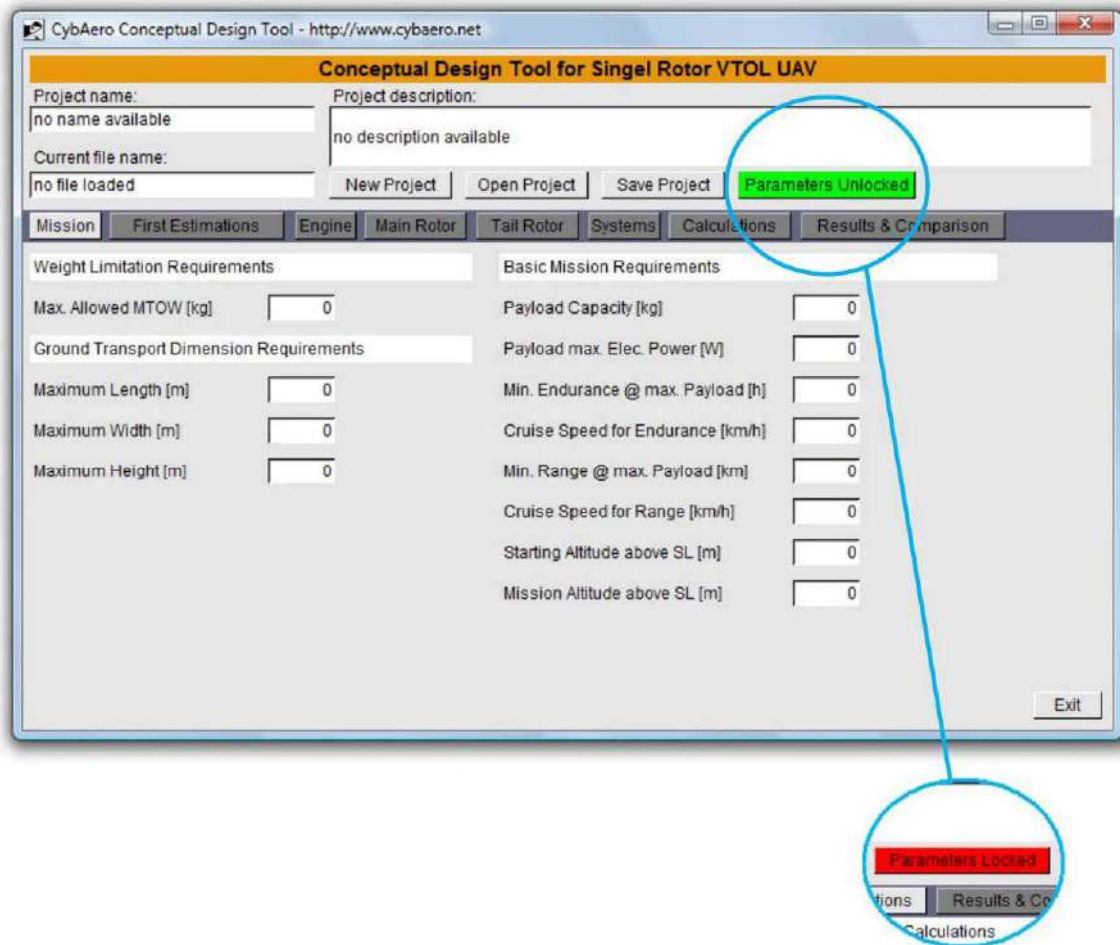 CybAero Conceptual Design Tool - http://www.cybaero.net
Conceptual Design Tool for Singel Rotor VTOL UAV
Project name:
no name available
Project description:
no description available
Current file name:
no file loaded
New Project Open Project Save Project Parameters Unlocked
Mission First Estimations Engine Main Rotor Tail Rotor Systems Calculations Results & Comparison
Weight Limitation Requirements
Max. Allowed MTOW [kg] 0
Ground Transport Dimension Requirements
Maximum Length [m] 0
Maximum Width [m] 0
Maximum Height [m] 0
Basic Mission Requirements
Payload Capacity [kg] 0
Payload max. Elec. Power [W] 0
Min. Endurance @ max. Payload [h] 0
Cruise Speed for Endurance [km/h] 0
Min. Range @ max. Payload [km] 0
Cruise Speed for Range [km/h] 0
Starting Altitude above SL [m] 0
Mission Altitude above SL [m] 0
Exit
Parameters Locked
tions Results & Co
Calculations